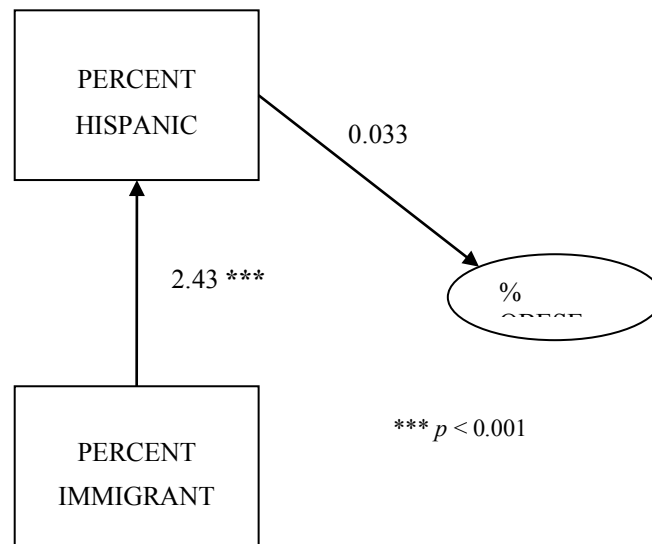 PERCENT
HISPANIC
0.033
2.43 ***
%
*** p < 0.001
PERCENT
IMMIGRANT